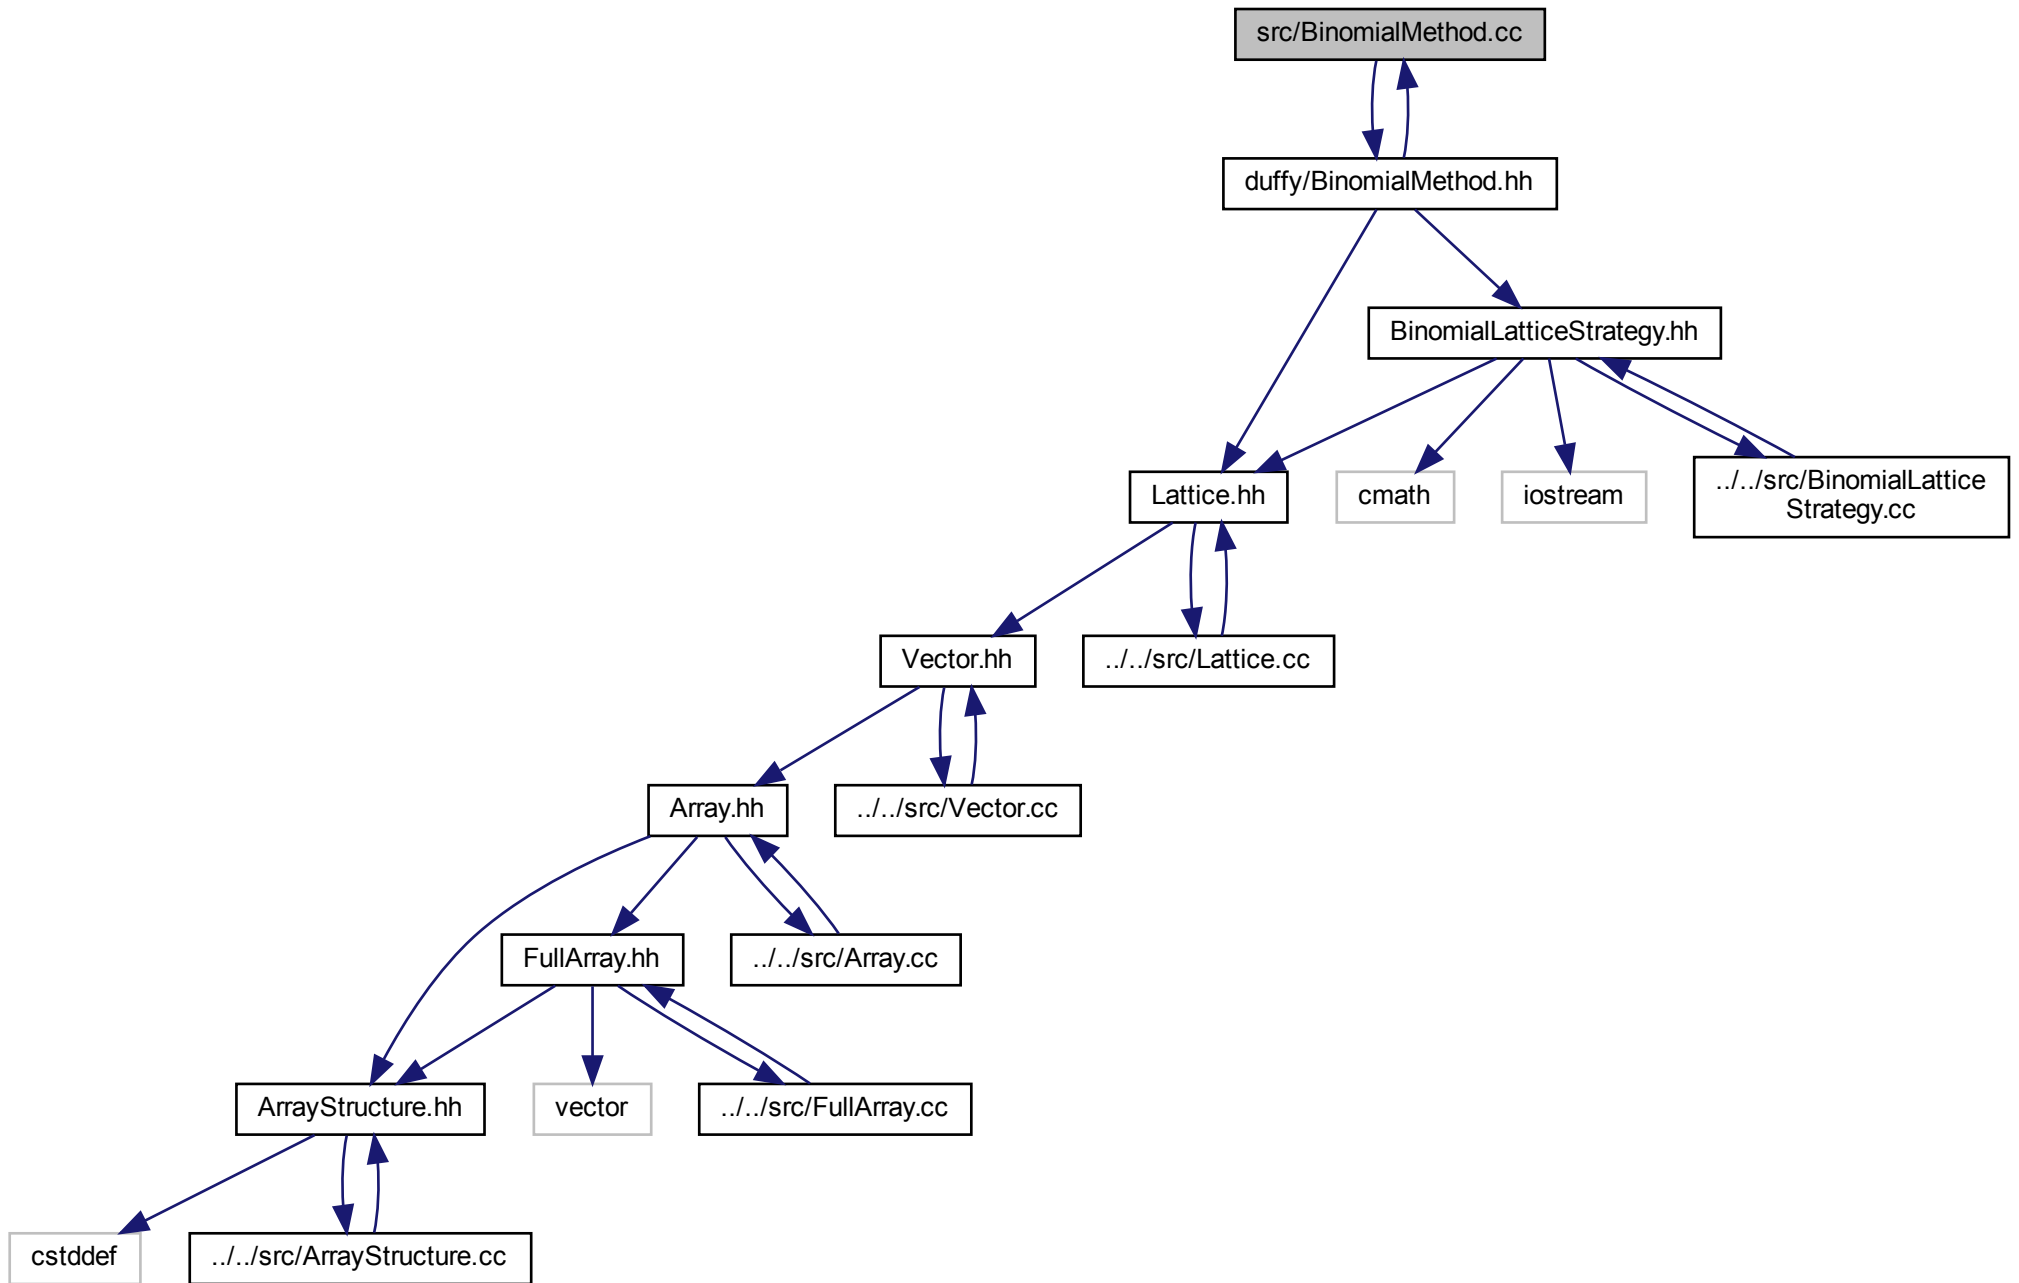 src/BinomialMethod.cc
duffy/BinomialMethod.hh
BinomialLatticeStrategy.hh
Lattice.hh
cmath
iostream
../../src/BinomialLattice
Strategy.cc
Vector.hh
../../src/Lattice.cc
Array.hh
../../src/Vector.cc
FullArray.hh
../../src/Array.cc
ArrayStructure.hh
vector
../../src/FullArray.cc
cstddef
../../src/ArrayStructure.cc